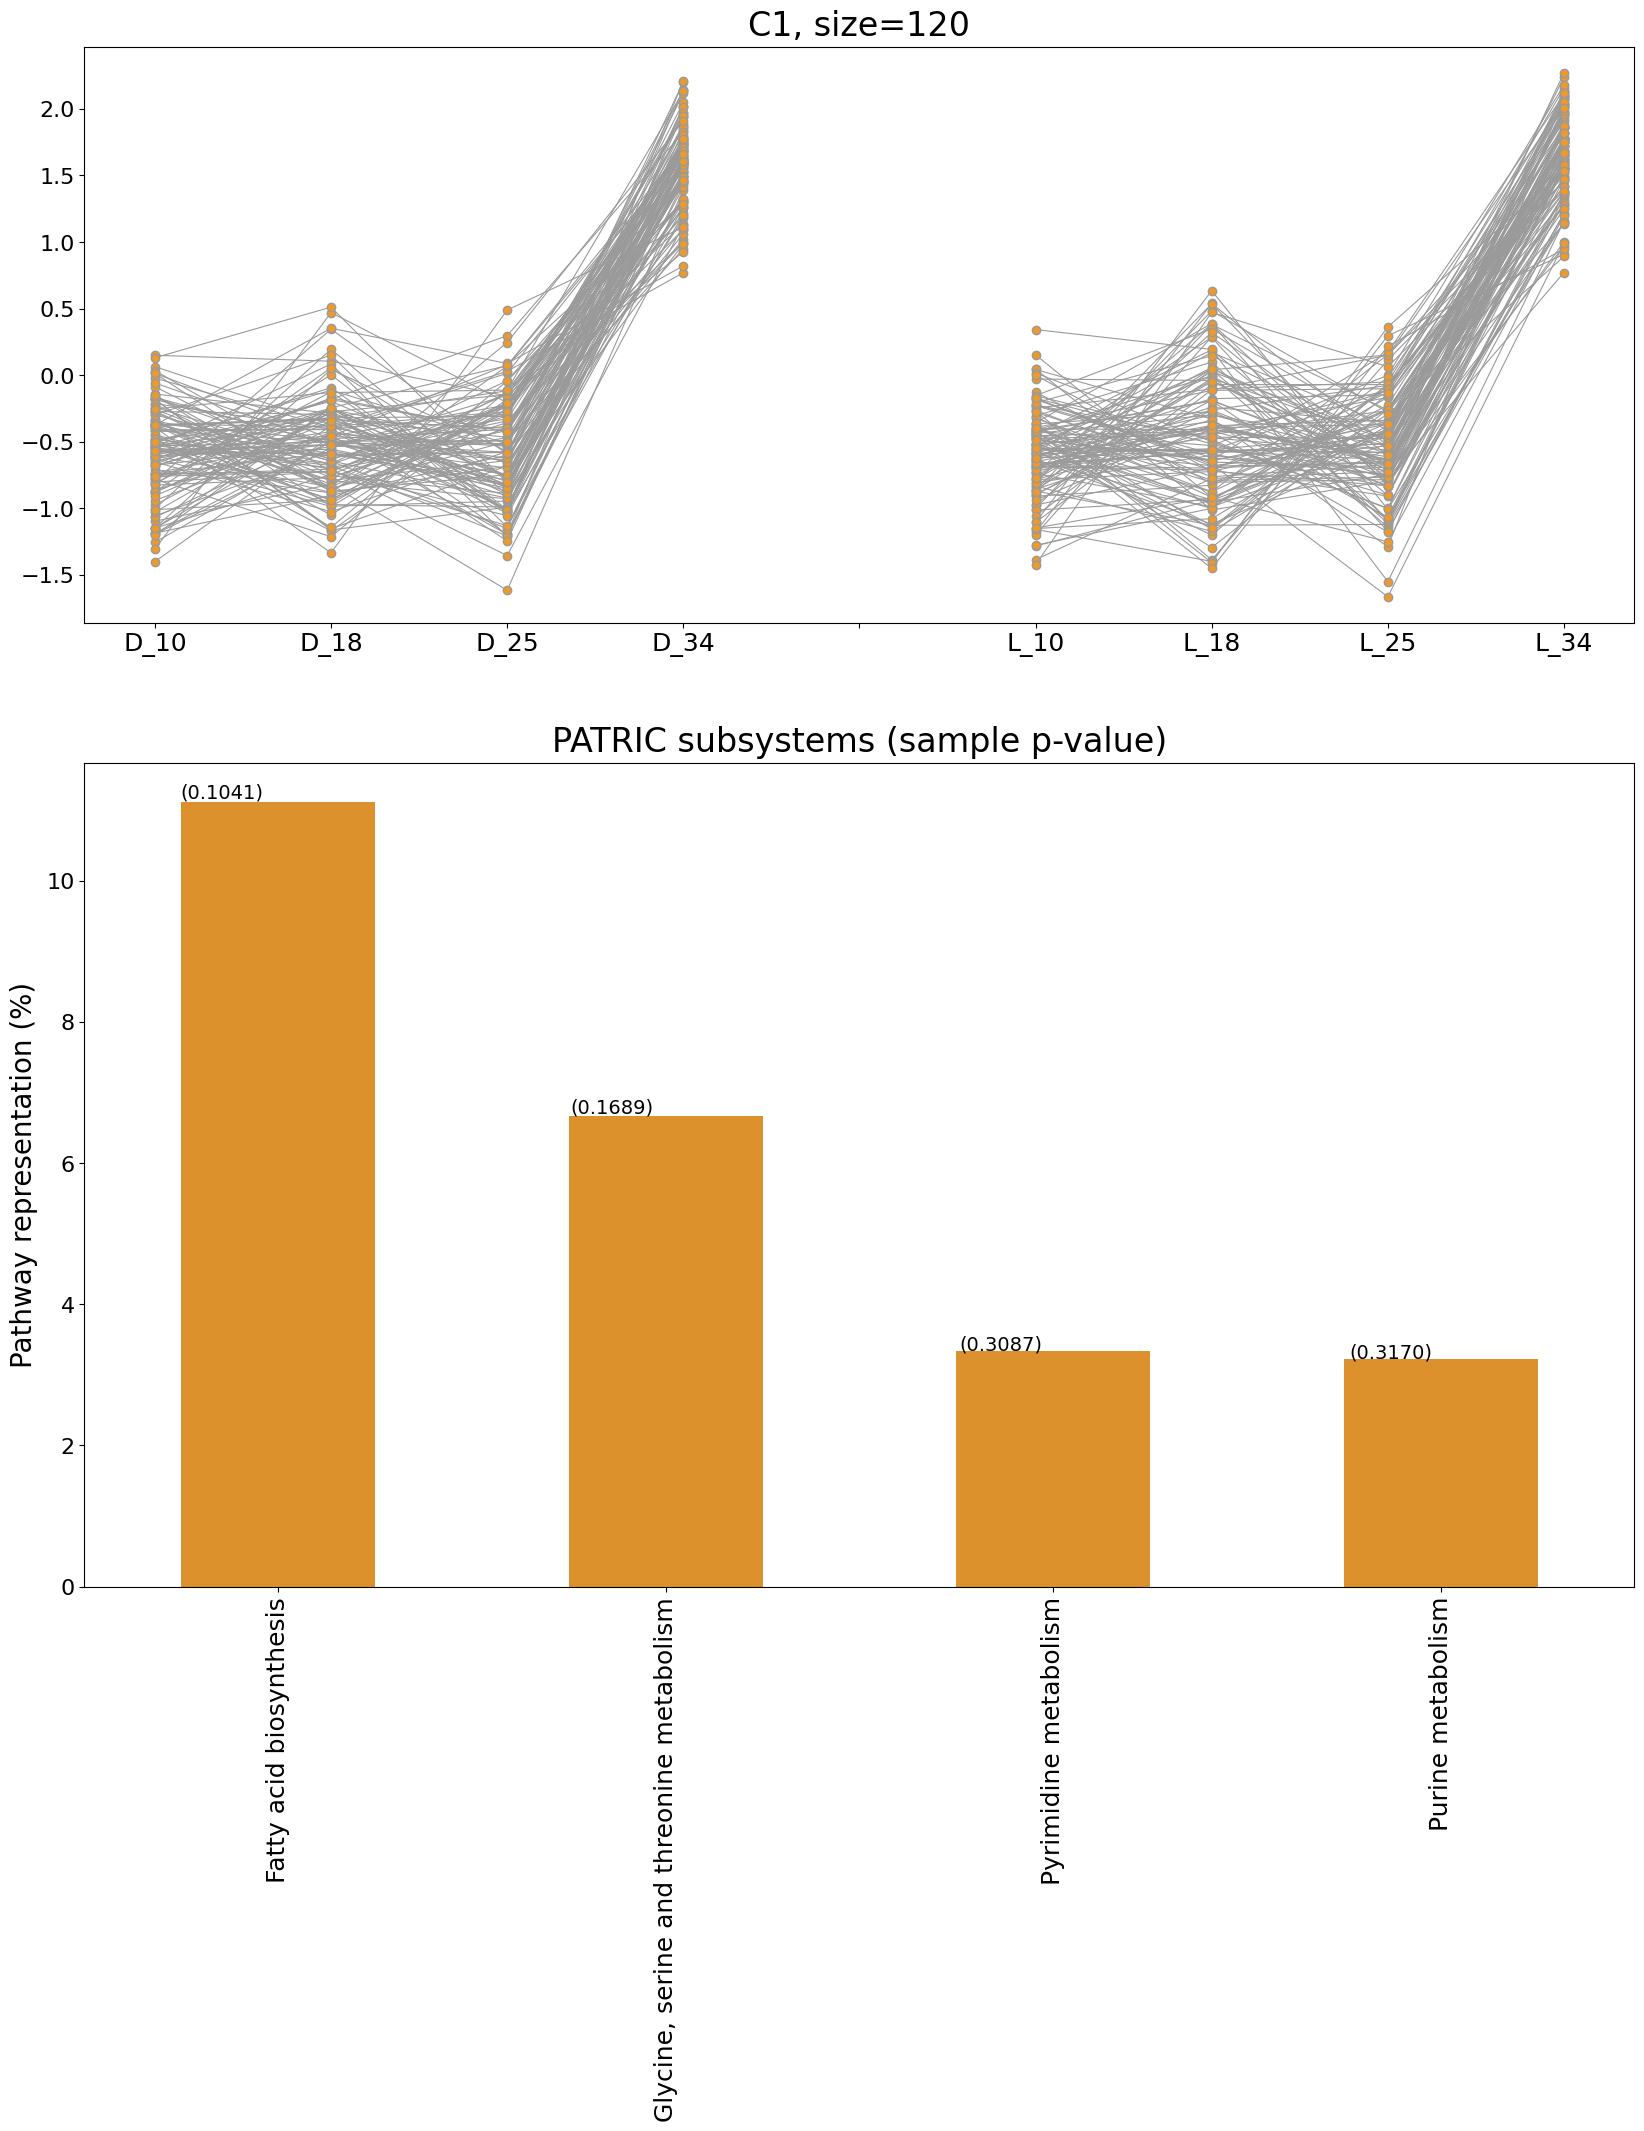 C1, size=120
2.0
1.5
1.0
0.5
0.0
−0.5
−1.0
−1.5
D_10 D_18 D_25 D_34 L_10 L_18 L_25 L_34
PATRIC subsystems (sample p-value)
Pathway representation (%)
10
8
6
4
2
0
(0.1041)
(0.1689)
(0.3087)
(0.3170)
Fatty acid biosynthesis
Glycine, serine and threonine metabolism
Pyrimidine metabolism
Purine metabolism